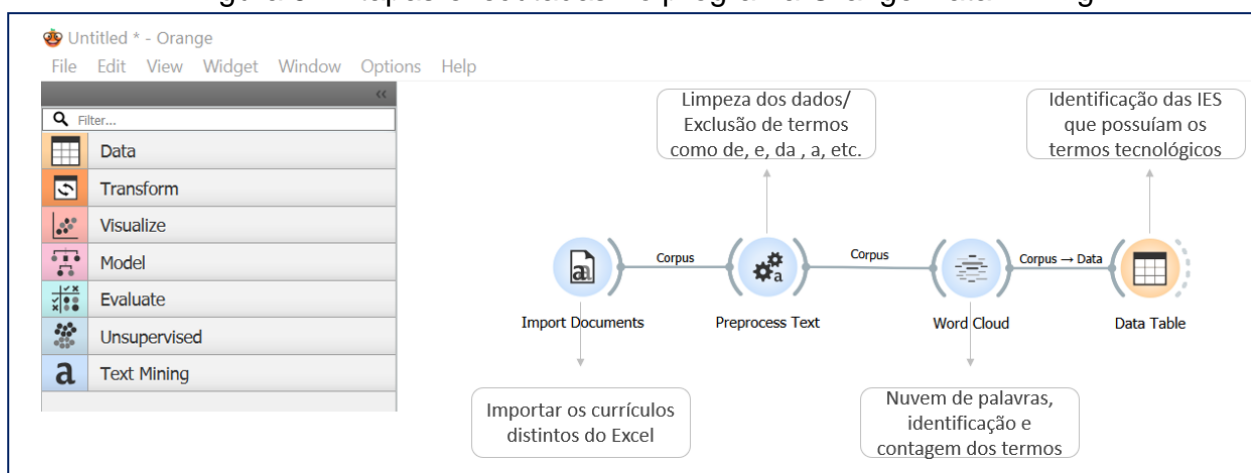 Untitled * - Orange
File Edit View Widget Window Options Help
<<
Filter...
Data
Transform
Visualize
Model
Evaluate
Unsupervised
a Text Mining
Limpeza dos dados/
Exclusão de termos
como de, e, da , a, etc.
Identificação das IES
que possuíam os
termos tecnológicos
Corpus
Corpus
Corpus → Data
Import Documents
Preprocess Text
Word Cloud
Data Table
Importar os currículos
distintos do Excel
Nuvem de palavras,
identificação e
contagem dos termos